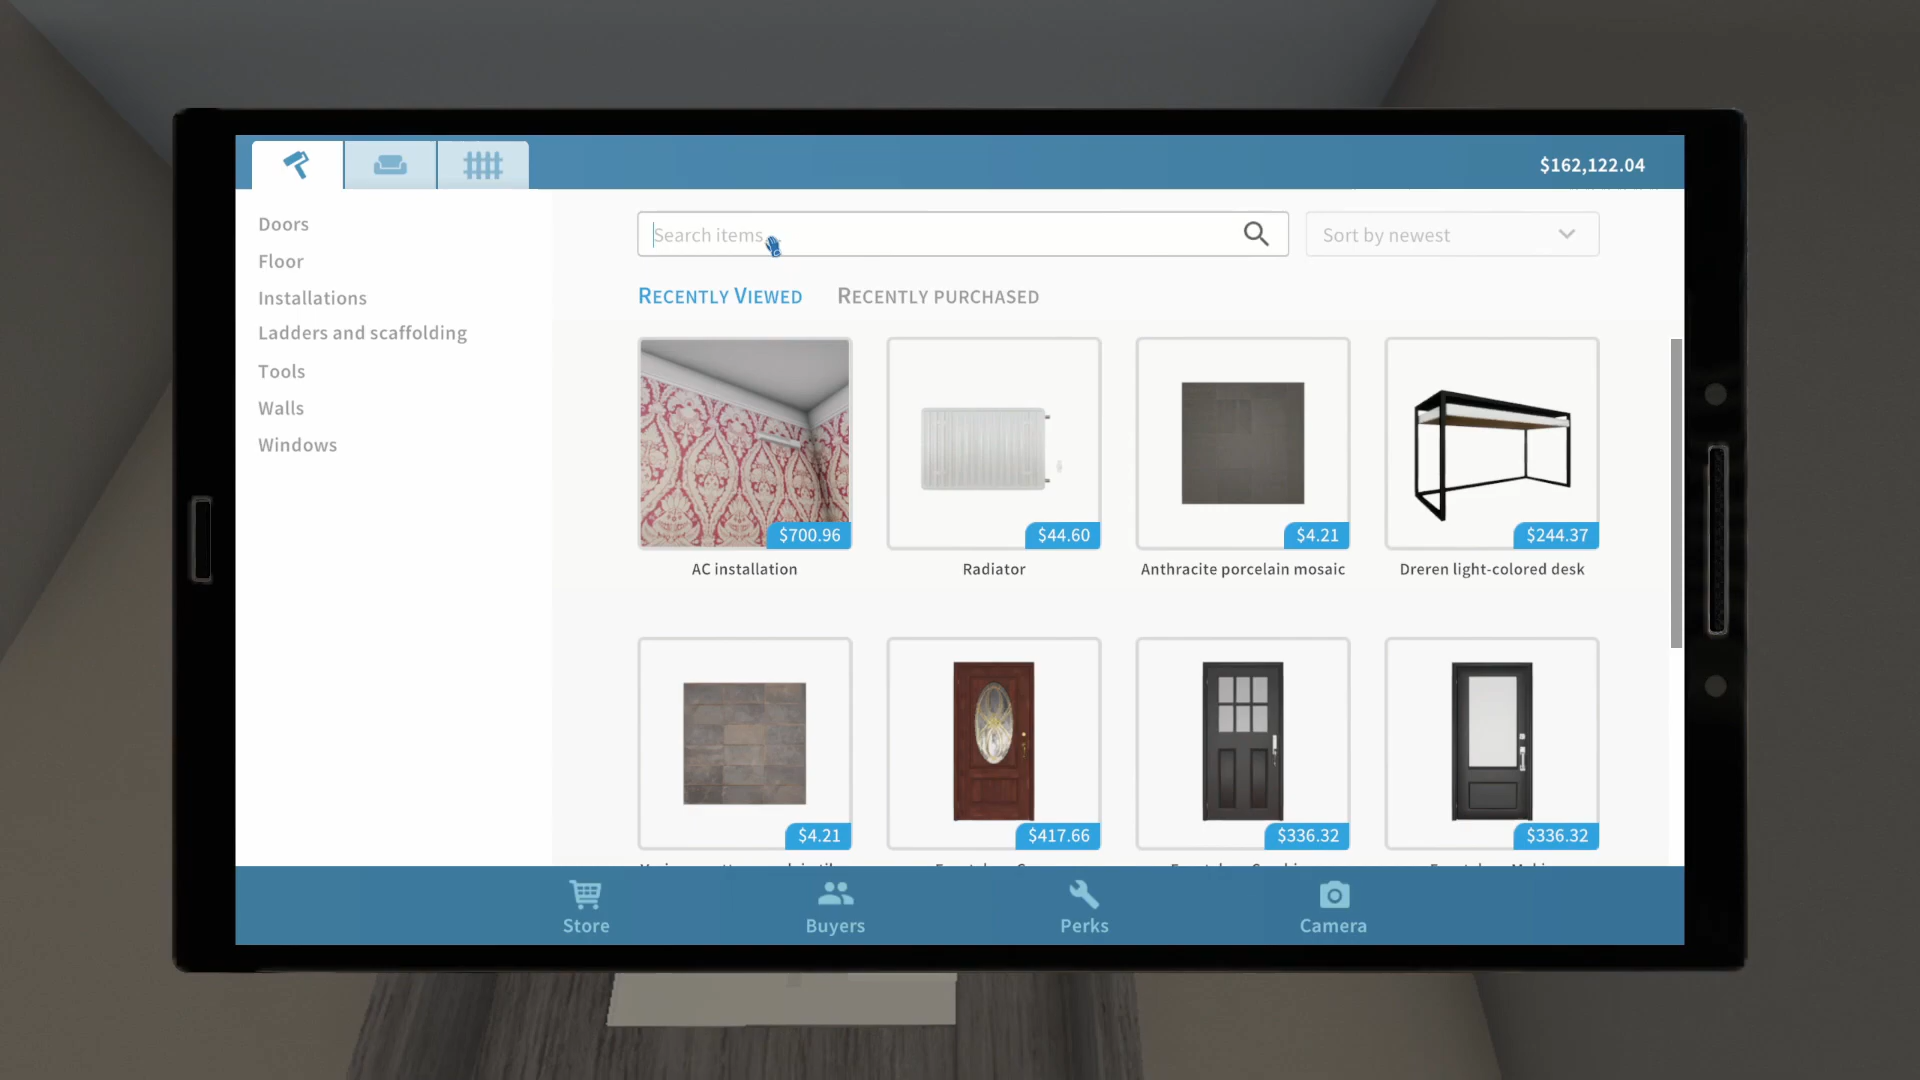 $162,122.04
Doors
Floor
Installations
Ladders and scaffolding
Tools
Walls
Windows
Search items...
Sort by newest
RECENTLY VIEWED
RECENTLY PURCHASED
$700.96
$44.60
$4.21
$244.37
AC installation
Radiator
Anthracite porcelain mosaic
Dreren light-colored desk
$4.21
$417.66
$336.32
$336.32
Store
Buyers
Perks
Camera